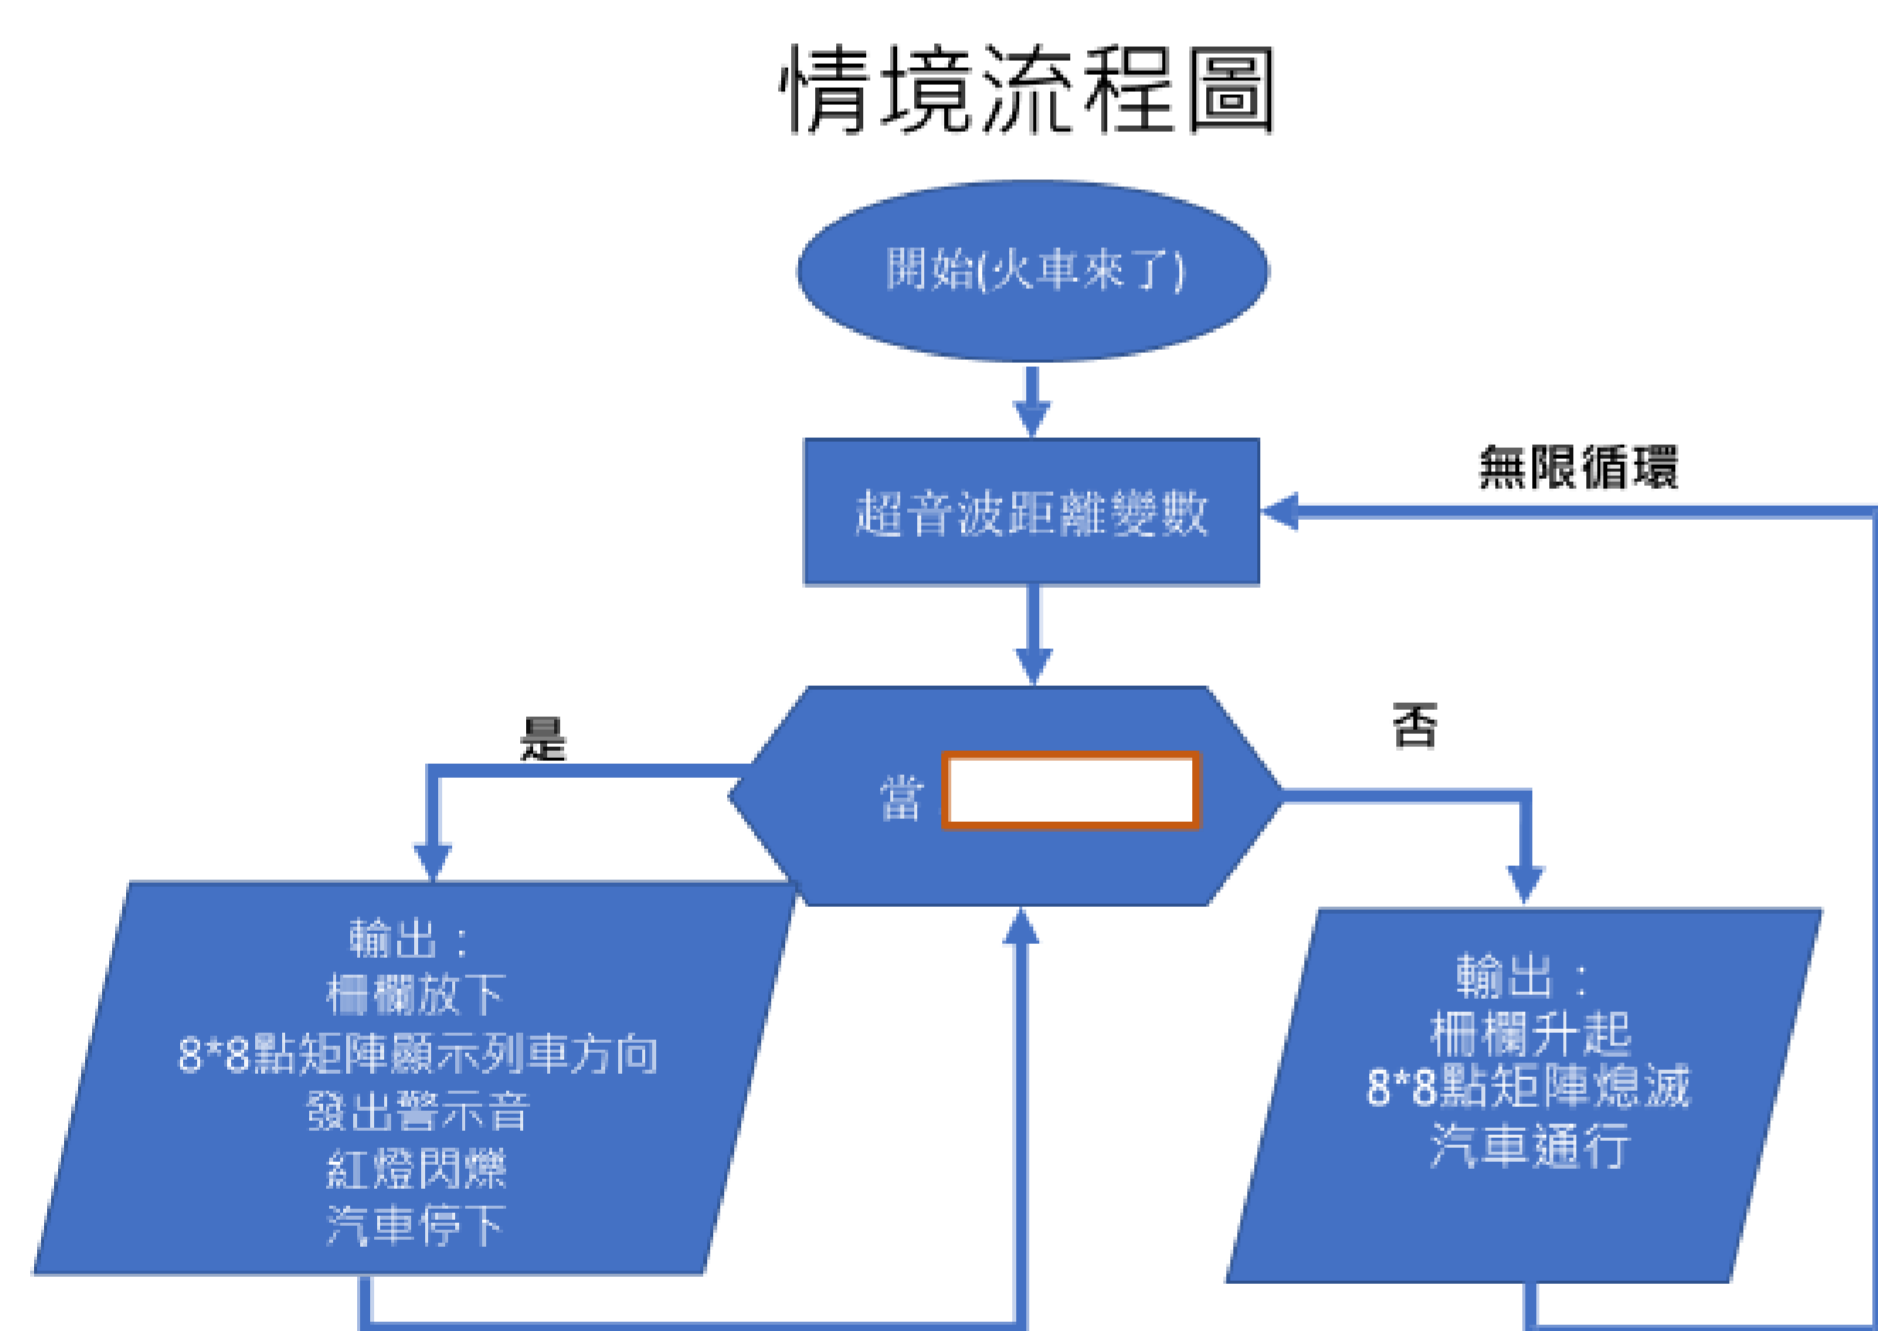 情境流程圖
開始(火車來了)
超音波距離變數
無限循環
是
當
否
輸出：
柵欄放下
8*8點矩陣顯示列車方向
發出警示音
紅燈閃爍
汽車停下
輸出：
柵欄升起
8*8點矩陣熄滅
汽車通行